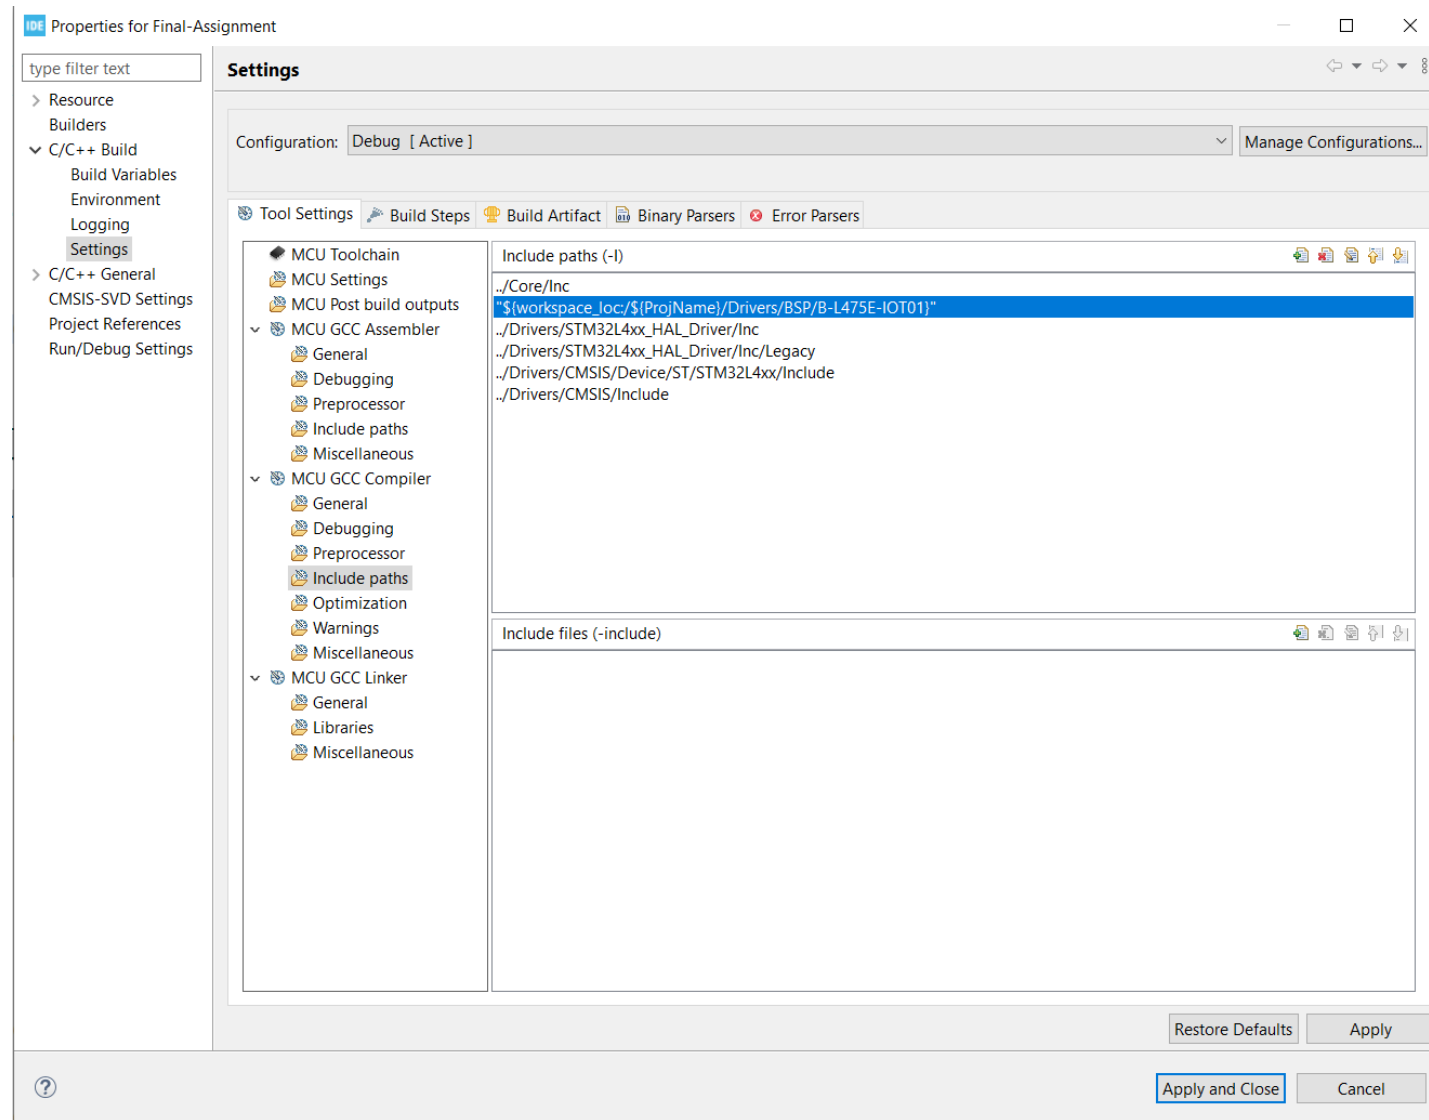 IDE Properties for Final-Assignment
type filter text
Resource
Builders
C/C++ Build
Build Variables
Environment
Logging
Settings
C/C++ General
CMSIS-SVD Settings
Project References
Run/Debug Settings
Settings
Configuration: Debug [ Active ] Manage Configurations...
Tool Settings Build Steps Build Artifact Binary Parsers Error Parsers
MCU Toolchain
MCU Settings
MCU Post build outputs
MCU GCC Assembler
General
Debugging
Preprocessor
Include paths
Miscellaneous
MCU GCC Compiler
General
Debugging
Preprocessor
Include paths
Optimization
Warnings
Miscellaneous
MCU GCC Linker
General
Libraries
Miscellaneous
Include paths (-I)
../Core/Inc
"${workspace_loc:/${ProjName}/Drivers/BSP/B-L475E-IOT01}"
../Drivers/STM32L4xx_HAL_Driver/Inc
../Drivers/STM32L4xx_HAL_Driver/Inc/Legacy
../Drivers/CMSIS/Device/ST/STM32L4xx/Include
../Drivers/CMSIS/Include
Include files (-include)
Restore Defaults Apply
? Apply and Close Cancel